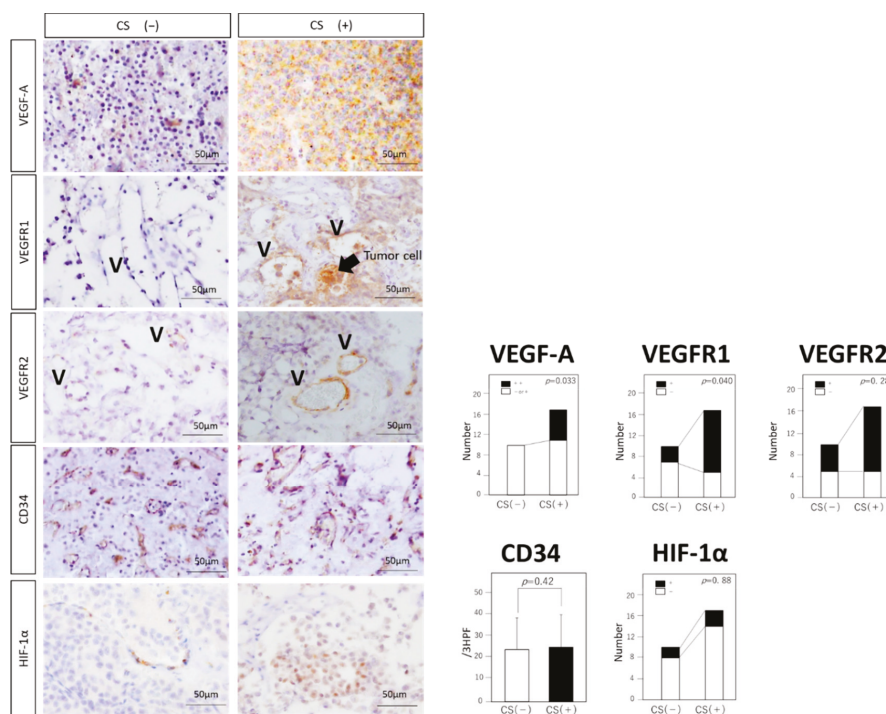 CS (−)
CS (+)
VEGF-A
50μm
50μm
VEGFR1
V
50μm
V
V
Tumor cell
50μm
VEGFR2
V
V
50μm
V
V
50μm
CD34
50μm
50μm
HIF-1α
50μm
50μm
VEGF-A
p=0.033
++
Number
20
16
12
8
4
0
CS(−)
CS(+)
VEGFR1
p=0.040
+
−
Number
20
16
12
8
4
0
CS(−)
CS(+)
VEGFR2
p=0. 28
+
−
Number
20
16
12
8
4
0
CS(−)
CS(+)
CD34
p=0.42
/3HPF
50
40
30
20
10
0
CS(−)
CS(+)
HIF-1α
p=0. 88
+
−
Number
20
16
12
8
4
0
CS(−)
CS(+)